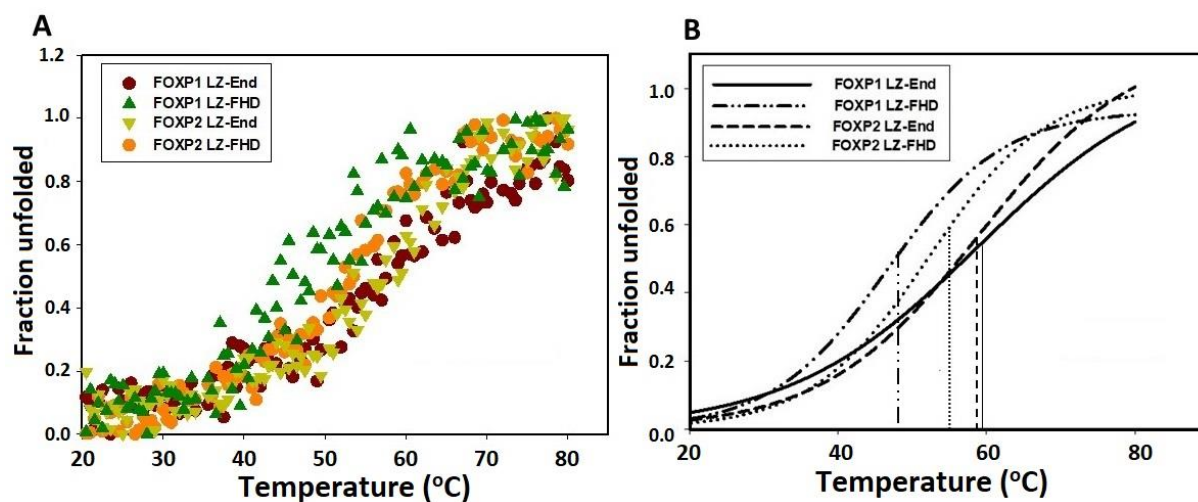 A
Fraction unfolded
1.2
1.0
0.8
0.6
0.4
0.2
0.0
FOXP1 LZ-End
FOXP1 LZ-FHD
FOXP2 LZ-End
FOXP2 LZ-FHD
20 30 40 50 60 70 80
Temperature (°C)
B
Fraction unfolded
1.0
0.8
0.6
0.4
0.2
0.0
FOXP1 LZ-End
FOXP1 LZ-FHD
FOXP2 LZ-End
FOXP2 LZ-FHD
20 40 60 80
Temperature (°C)